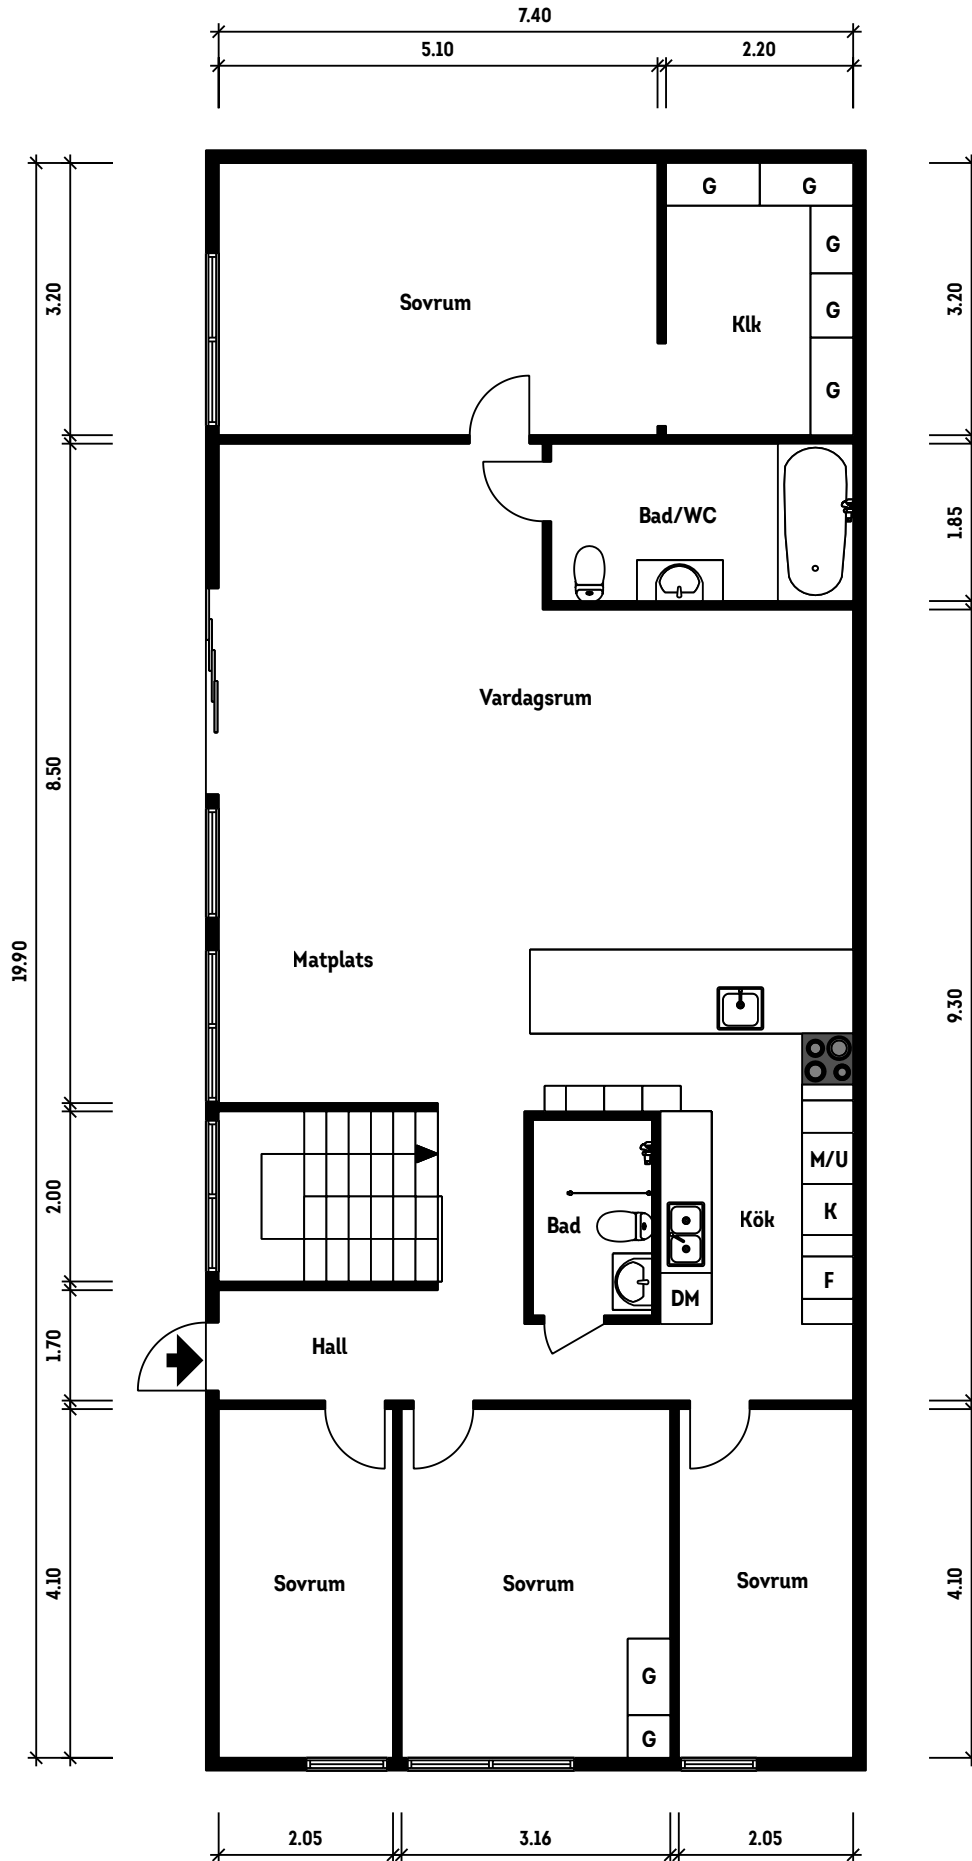 7.40
5.10
2.20
G G
G
3.20
Sovrum
3.20
G
Klk
G
Bad/WC
1.85
Vardagsrum
8.50
19.90
Matplats
9.30
M/U
2.00
K
Bad
Kök
F
DM
1.70
Hall
4.10
Sovrum
Sovrum
Sovrum
4.10
G
G
2.05
3.16
2.05